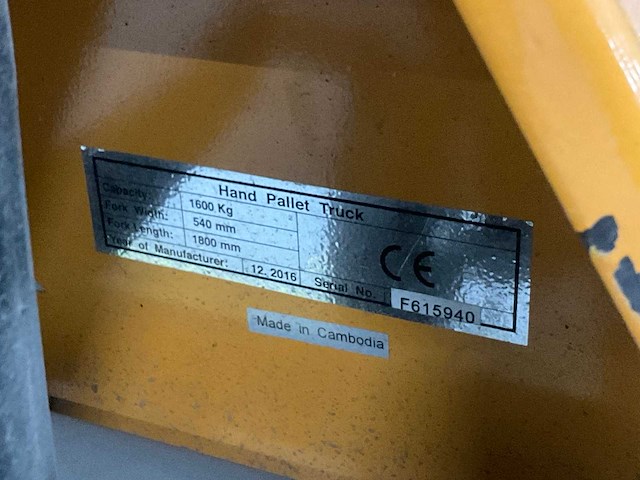 Hand Pallet Truck
Capacity: 1600 Kg
Fork Width: 540 mm
Fork Length: 1800 mm
Year of Manufacturer: 12. 2016
CE
Serial No. F615940
Made in Cambodia